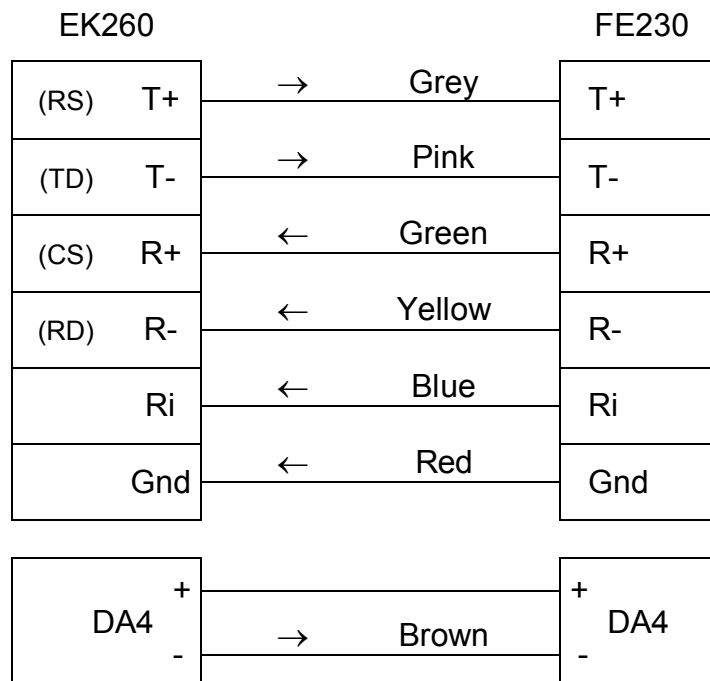 EK260 FE230
(RS) T+ → Grey T+
(TD) T- → Pink T-
(CS) R+ ← Green R+
(RD) R- ← Yellow R-
Ri ← Blue Ri
Gnd ← Red Gnd
+ +
DA4 → Brown DA4
- -